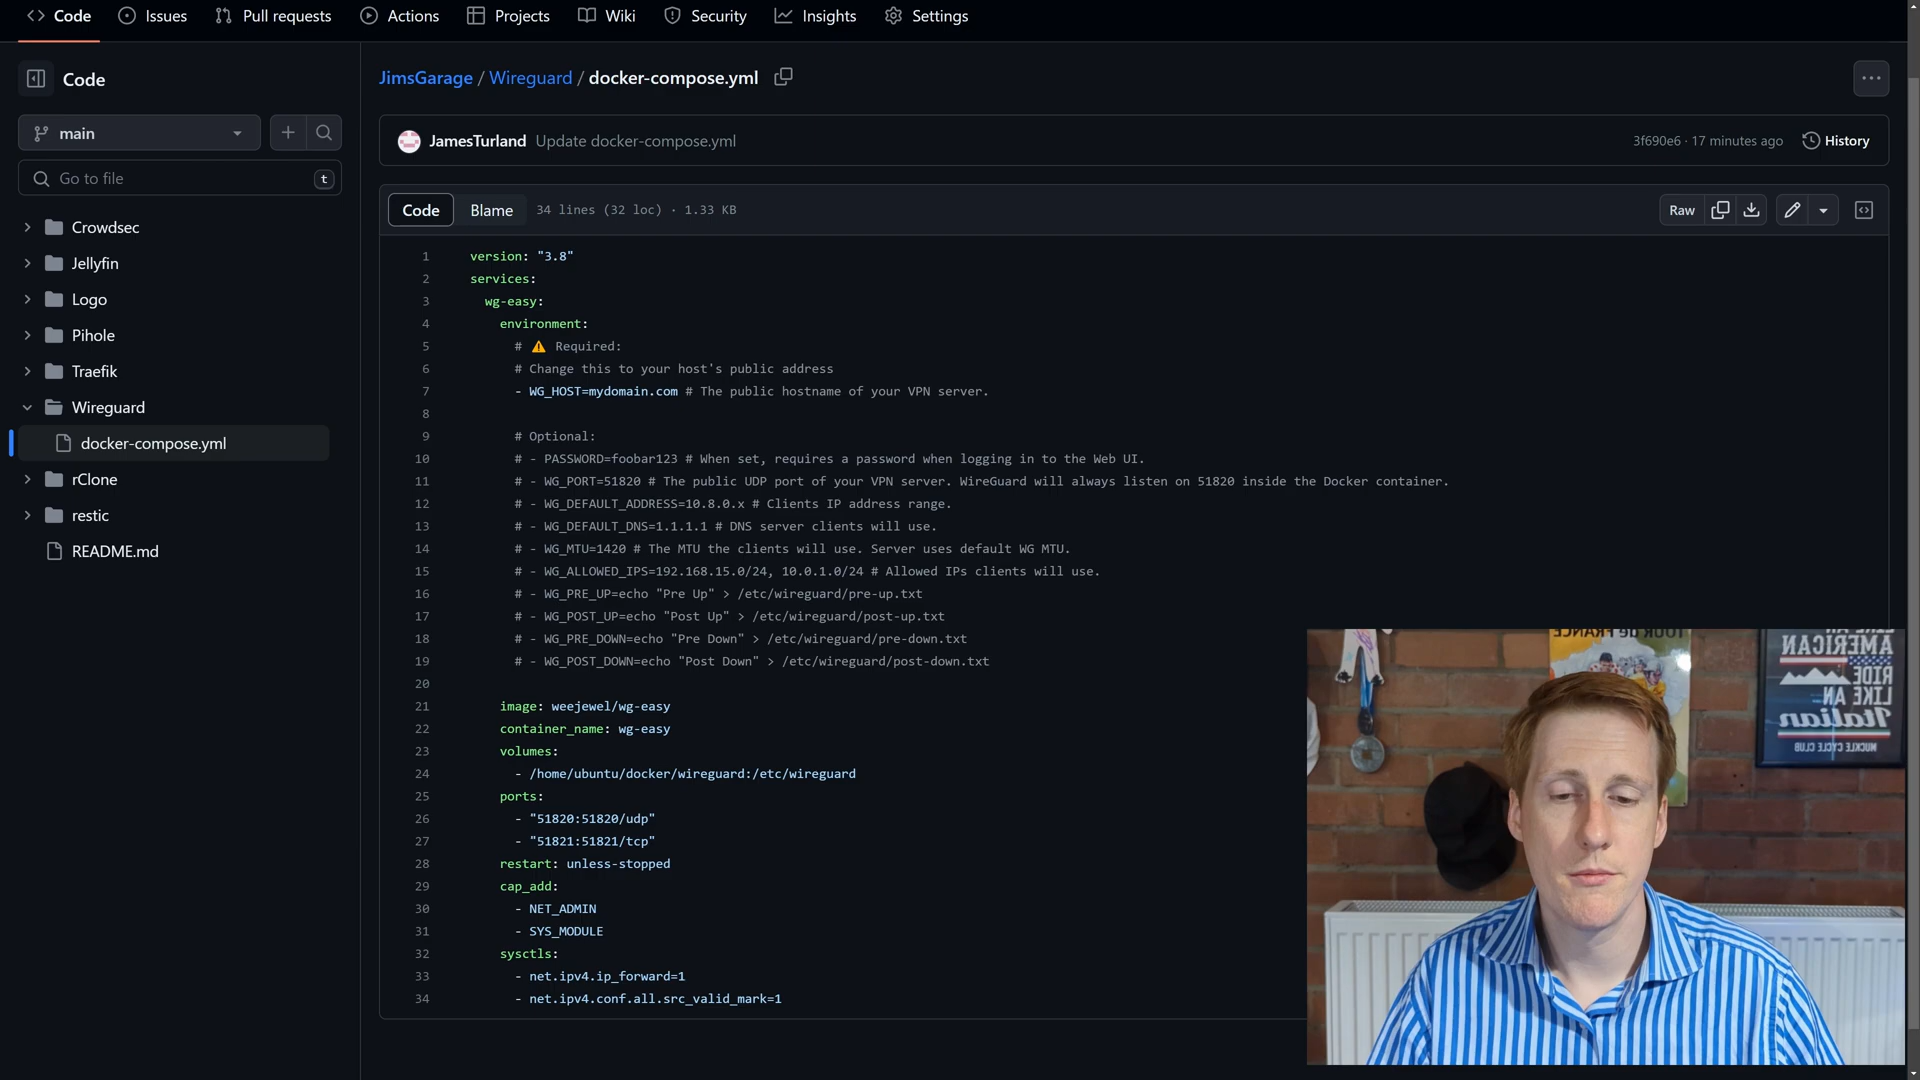 Code
Issues
Pull requests
Actions
Projects
Wiki
Security
Insights
Settings
Code
JimsGarage / Wireguard / docker-compose.yml
main
JamesTurland Update docker-compose.yml
3f690e6 · 17 minutes ago
History
Go to file
t
Code
Blame
34 lines (32 loc) · 1.33 KB
Raw
Crowdsec
Jellyfin
Logo
Pihole
Traefik
Wireguard
docker-compose.yml
rClone
restic
README.md
1 version: "3.8"
2 services:
3 wg-easy:
4 environment:
5 # ⚠️ Required:
6 # Change this to your host's public address
7 - WG_HOST=mydomain.com # The public hostname of your VPN server.
8
9 # Optional:
10 # - PASSWORD=foobar123 # When set, requires a password when logging in to the Web UI.
11 # - WG_PORT=51820 # The public UDP port of your VPN server. WireGuard will always listen on 51820 inside the Docker container.
12 # - WG_DEFAULT_ADDRESS=10.8.0.x # Clients IP address range.
13 # - WG_DEFAULT_DNS=1.1.1.1 # DNS server clients will use.
14 # - WG_MTU=1420 # The MTU the clients will use. Server uses default WG MTU.
15 # - WG_ALLOWED_IPS=192.168.15.0/24, 10.0.1.0/24 # Allowed IPs clients will use.
16 # - WG_PRE_UP=echo "Pre Up" > /etc/wireguard/pre-up.txt
17 # - WG_POST_UP=echo "Post Up" > /etc/wireguard/post-up.txt
18 # - WG_PRE_DOWN=echo "Pre Down" > /etc/wireguard/pre-down.txt
19 # - WG_POST_DOWN=echo "Post Down" > /etc/wireguard/post-down.txt
20
21 image: weejewel/wg-easy
22 container_name: wg-easy
23 volumes:
24 - /home/ubuntu/docker/wireguard:/etc/wireguard
25 ports:
26 - "51820:51820/udp"
27 - "51821:51821/tcp"
28 restart: unless-stopped
29 cap_add:
30 - NET_ADMIN
31 - SYS_MODULE
32 sysctls:
33 - net.ipv4.ip_forward=1
34 - net.ipv4.conf.all.src_valid_mark=1
TOUR de FRANCE
AMERICAN
RIDE
LIKE
AN
Italian
MUCKLE CYCLE CLUB